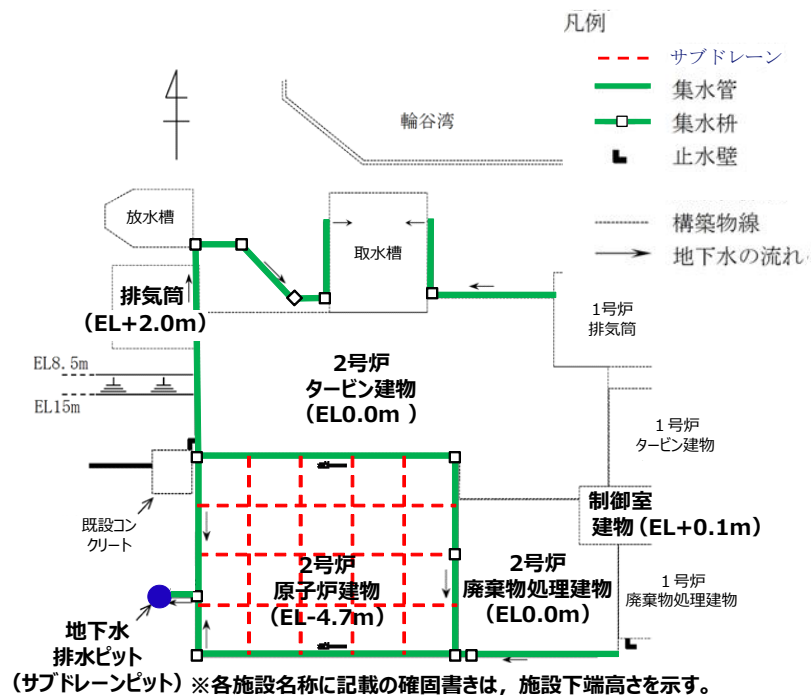 凡例
サブドレーン
集水管
集水枡
止水壁
構築物線
地下水の流れ
輪谷湾
放水槽
取水槽
排気筒
(EL+2.0m)
1号炉
排気筒
EL8.5m
EL15m
2号炉
タービン建物
(EL0.0m )
1号炉
タービン建物
既設コン
クリート
制御室
建物(EL+0.1m)
2号炉
原子炉建物
(EL-4.7m)
2号炉
廃棄物処理建物
(EL0.0m)
1号炉
廃棄物処理建物
地下水
排水ピット
(サブドレーンピット)
※各施設名称に記載の確固書きは，施設下端高さを示す。